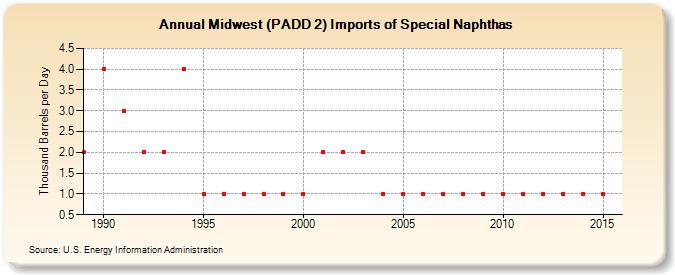 Annual Midwest (PADD 2) Imports of Special Naphthas
Thousand Barrels per Day
4.5
4.0
3.5
3.0
2.5
2.0
1.5
1.0
0.5
1990 1995 2000 2005 2010 2015
Source: U.S. Energy Information Administration